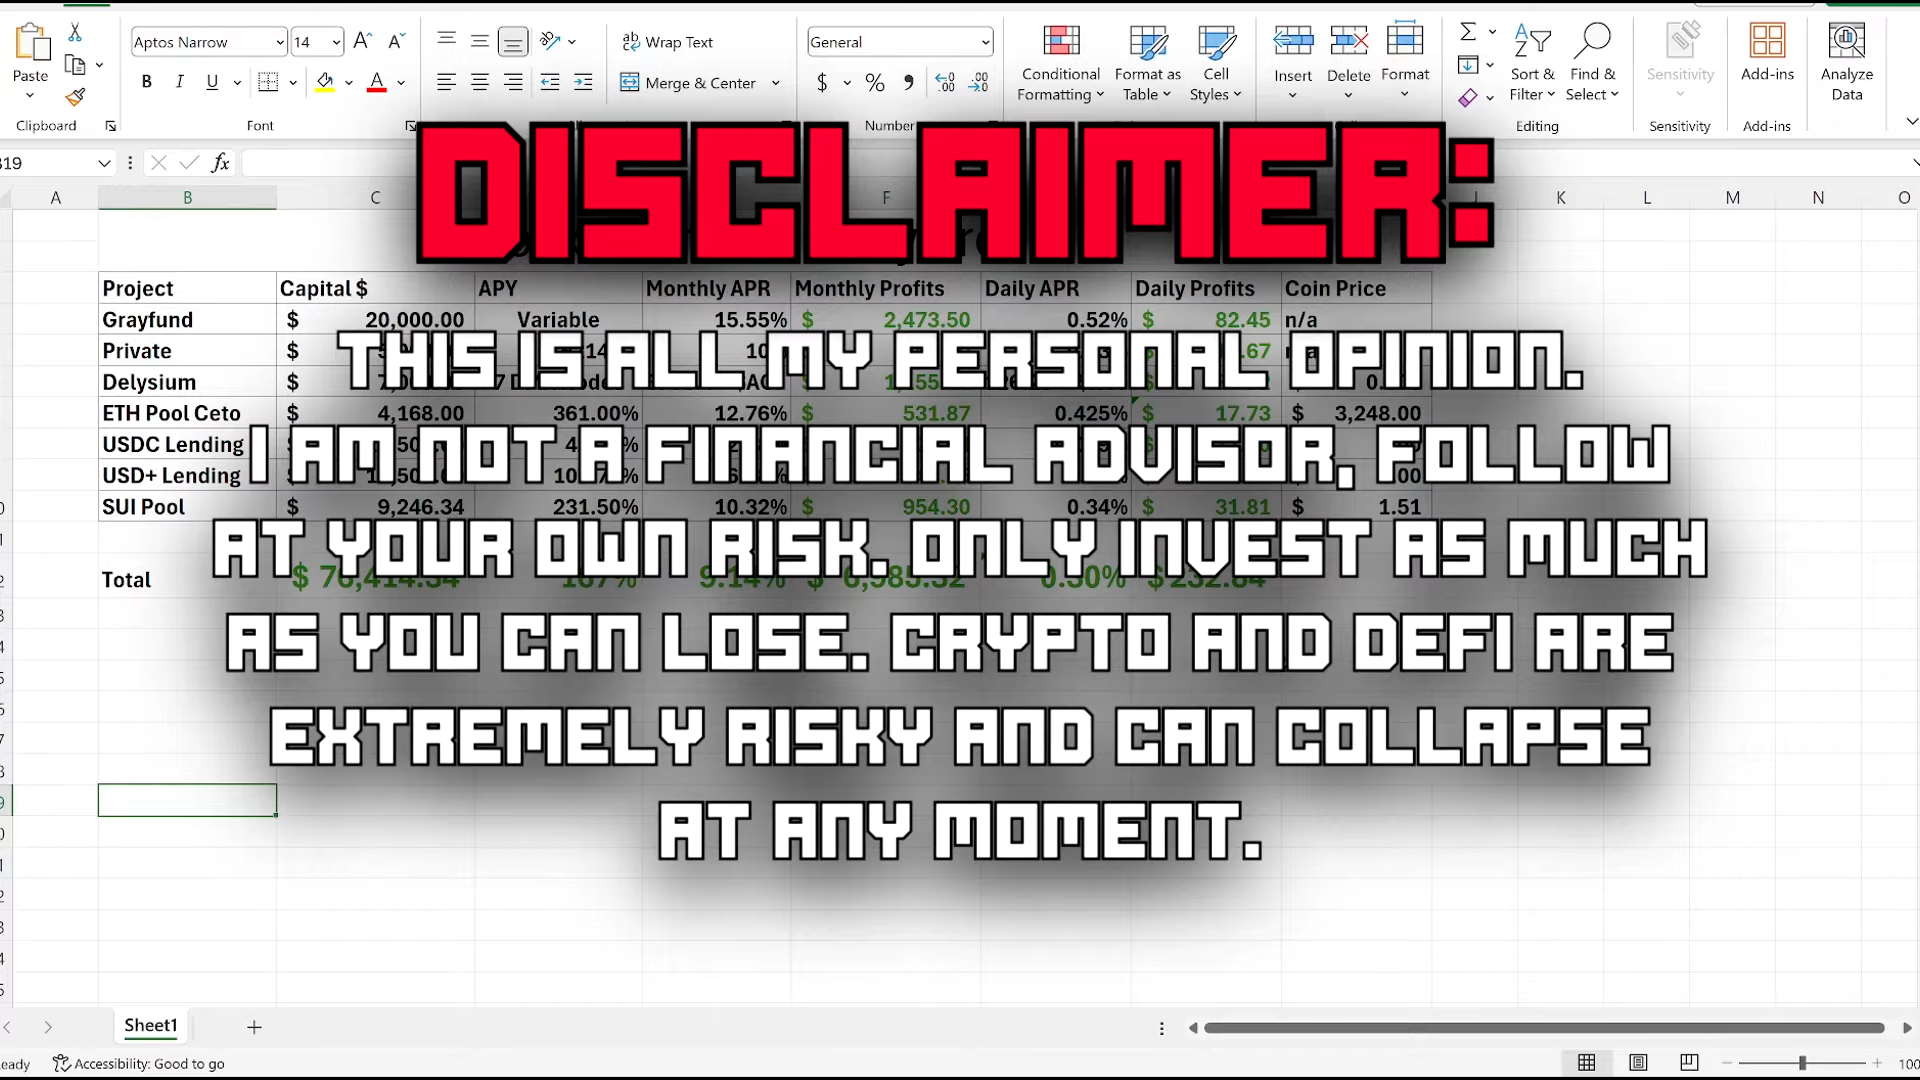 Aptos Narrow 14 Wrap Text General
Paste B I U Merge & Center $ % Conditional Formatting Format as Table Cell Styles Insert Delete Format Sort & Filter Find & Select Sensitivity Add-ins Analyze Data
Clipboard Font Number Editing Sensitivity Add-ins
fx
A B C F K L M N O
DISCLAIMER:
Project Capital $ APY Monthly APR Monthly Profits Daily APR Daily Profits Coin Price
Grayfund $ 20,000.00 Variable 15.55% $ 2,473.50 0.52% $ 82.45 n/a
Private $
Delysium $
ETH Pool Ceto $ 4,168.00 361.00% 12.76% $ 531.87 0.425% $ 17.73 $ 3,248.00
USDC Lending
USD+ Lending
SUI Pool $ 9,246.34 231.50% 10.32% $ 954.30 0.34% $ 31.81 $ 1.51
Total
THIS IS ALL MY PERSONAL OPINION.
I AM NOT A FINANCIAL ADVISOR, FOLLOW
AT YOUR OWN RISK. ONLY INVEST AS MUCH
AS YOU CAN LOSE. CRYPTO AND DEFI ARE
EXTREMELY RISKY AND CAN COLLAPSE
AT ANY MOMENT.
Sheet1
Accessibility: Good to go